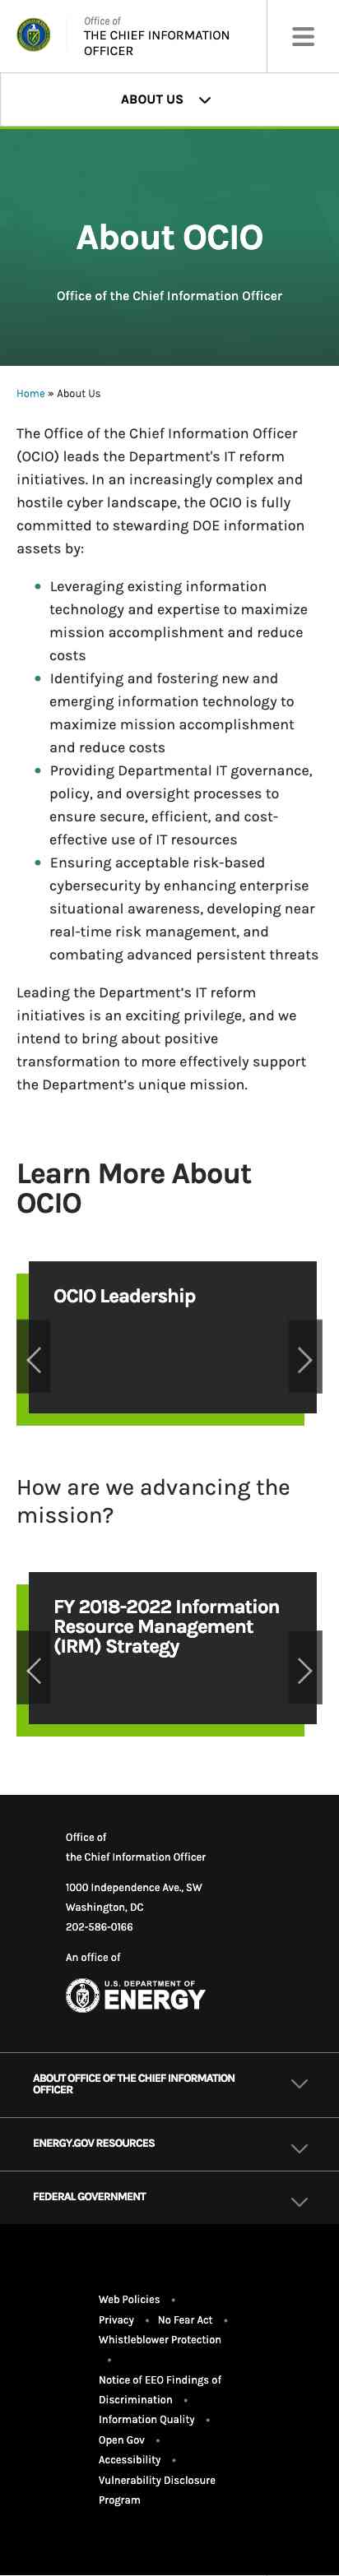 Office of
THE CHIEF INFORMATION
OFFICER
ABOUT US
About OCIO
Office of the Chief Information Officer
Home » About Us
The Office of the Chief Information Officer
(OCIO) leads the Department's IT reform
initiatives. In an increasingly complex and
hostile cyber landscape, the OCIO is fully
committed to stewarding DOE information
assets by:
Leveraging existing information
technology and expertise to maximize
mission accomplishment and reduce
costs
Identifying and fostering new and
emerging information technology to
maximize mission accomplishment
and reduce costs
Providing Departmental IT governance,
policy, and oversight processes to
ensure secure, efficient, and cost-
effective use of IT resources
Ensuring acceptable risk-based
cybersecurity by enhancing enterprise
situational awareness, developing near
real-time risk management, and
combating advanced persistent threats
Leading the Department’s IT reform
initiatives is an exciting privilege, and we
intend to bring about positive
transformation to more effectively support
the Department’s unique mission.
Learn More About
OCIO
OCIO Leadership
How are we advancing the
mission?
FY 2018-2022 Information
Resource Management
(IRM) Strategy
Office of
the Chief Information Officer
1000 Independence Ave., SW
Washington, DC
202-586-0166
An office of
U.S. DEPARTMENT OF
ENERGY
ABOUT OFFICE OF THE CHIEF INFORMATION
OFFICER
ENERGY.GOV RESOURCES
FEDERAL GOVERNMENT
Web Policies •
Privacy • No Fear Act •
Whistleblower Protection
•
Notice of EEO Findings of
Discrimination •
Information Quality •
Open Gov •
Accessibility •
Vulnerability Disclosure
Program